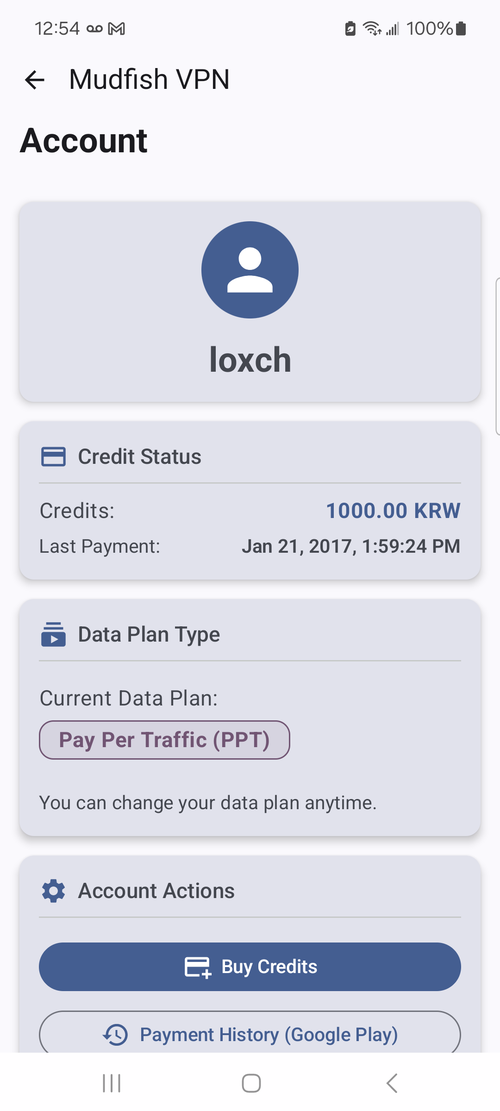 12:54 100%
Mudfish VPN
Account
loxch
Credit Status
Credits: 1000.00 KRW
Last Payment: Jan 21, 2017, 1:59:24 PM
Data Plan Type
Current Data Plan:
Pay Per Traffic (PPT)
You can change your data plan anytime.
Account Actions
Buy Credits
Payment History (Google Play)